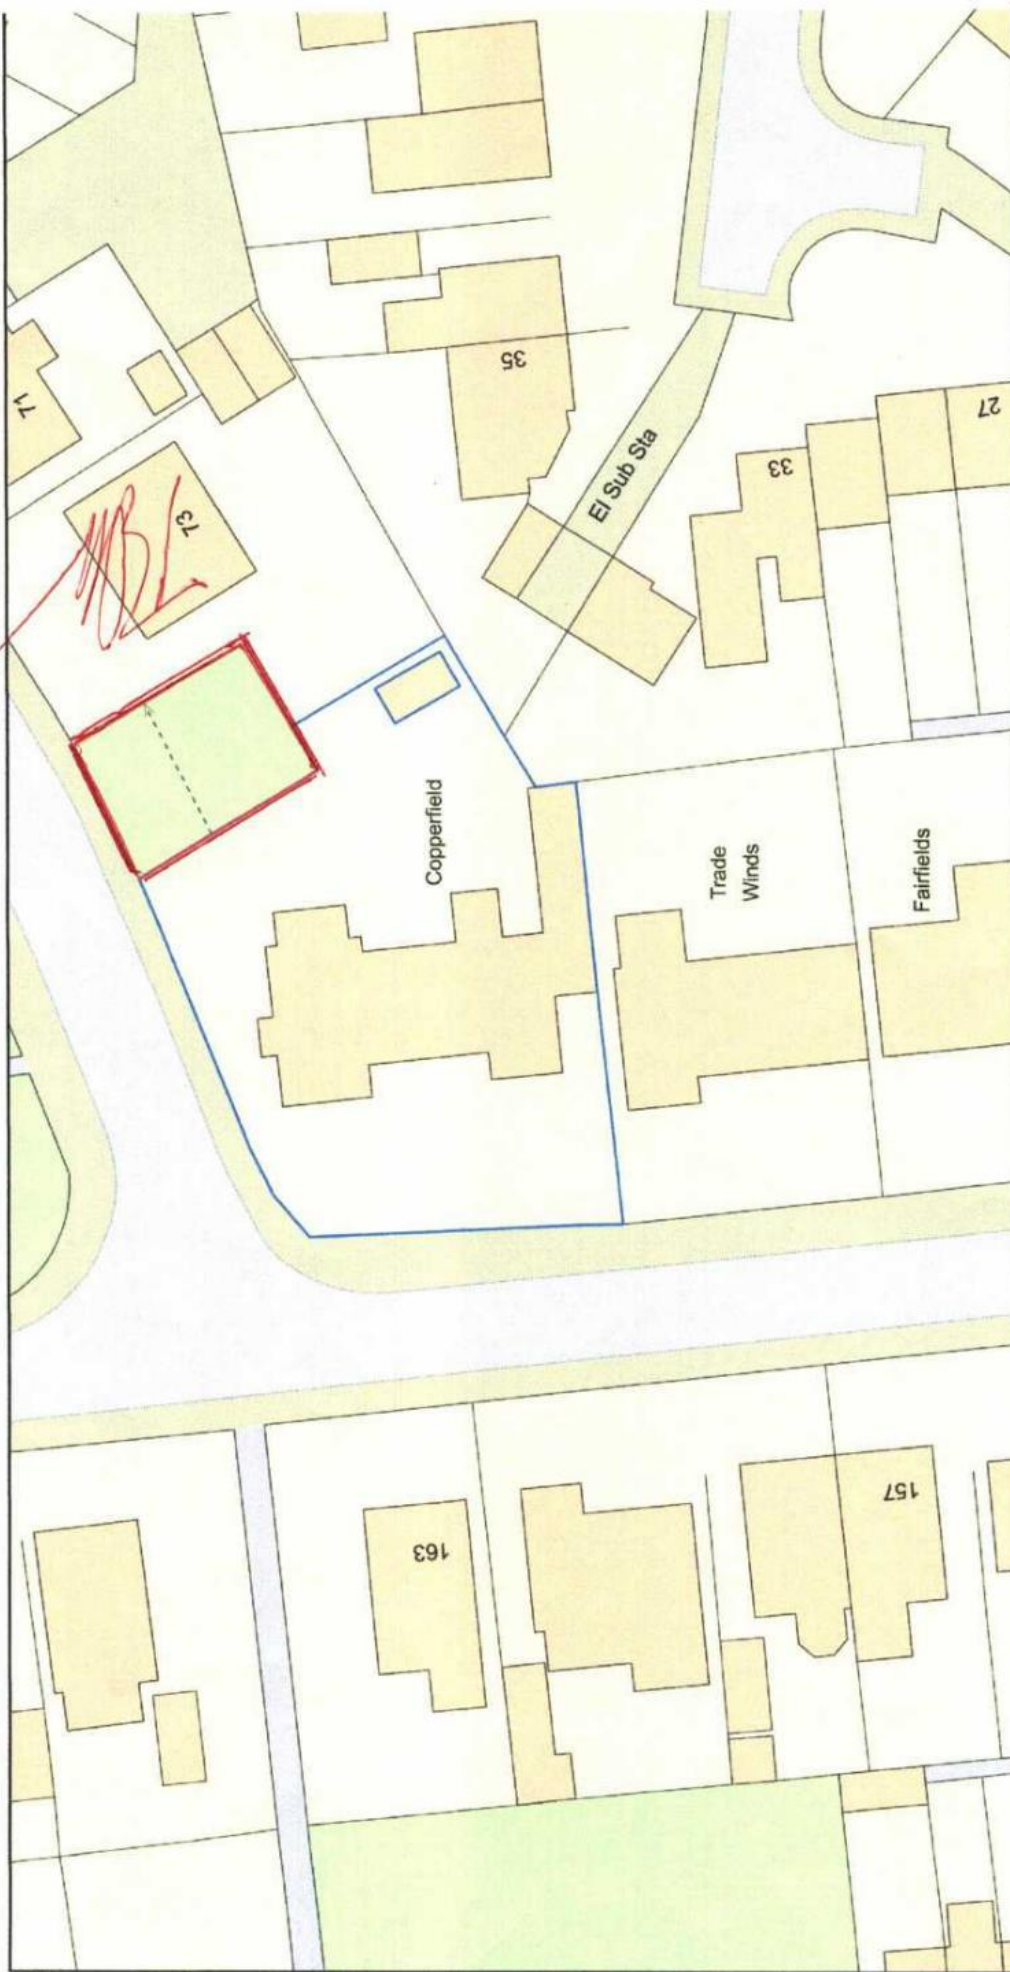 71
73
35
El Sub Sta
33
27
Copperfield
Trade
Winds
Fairfields
163
157